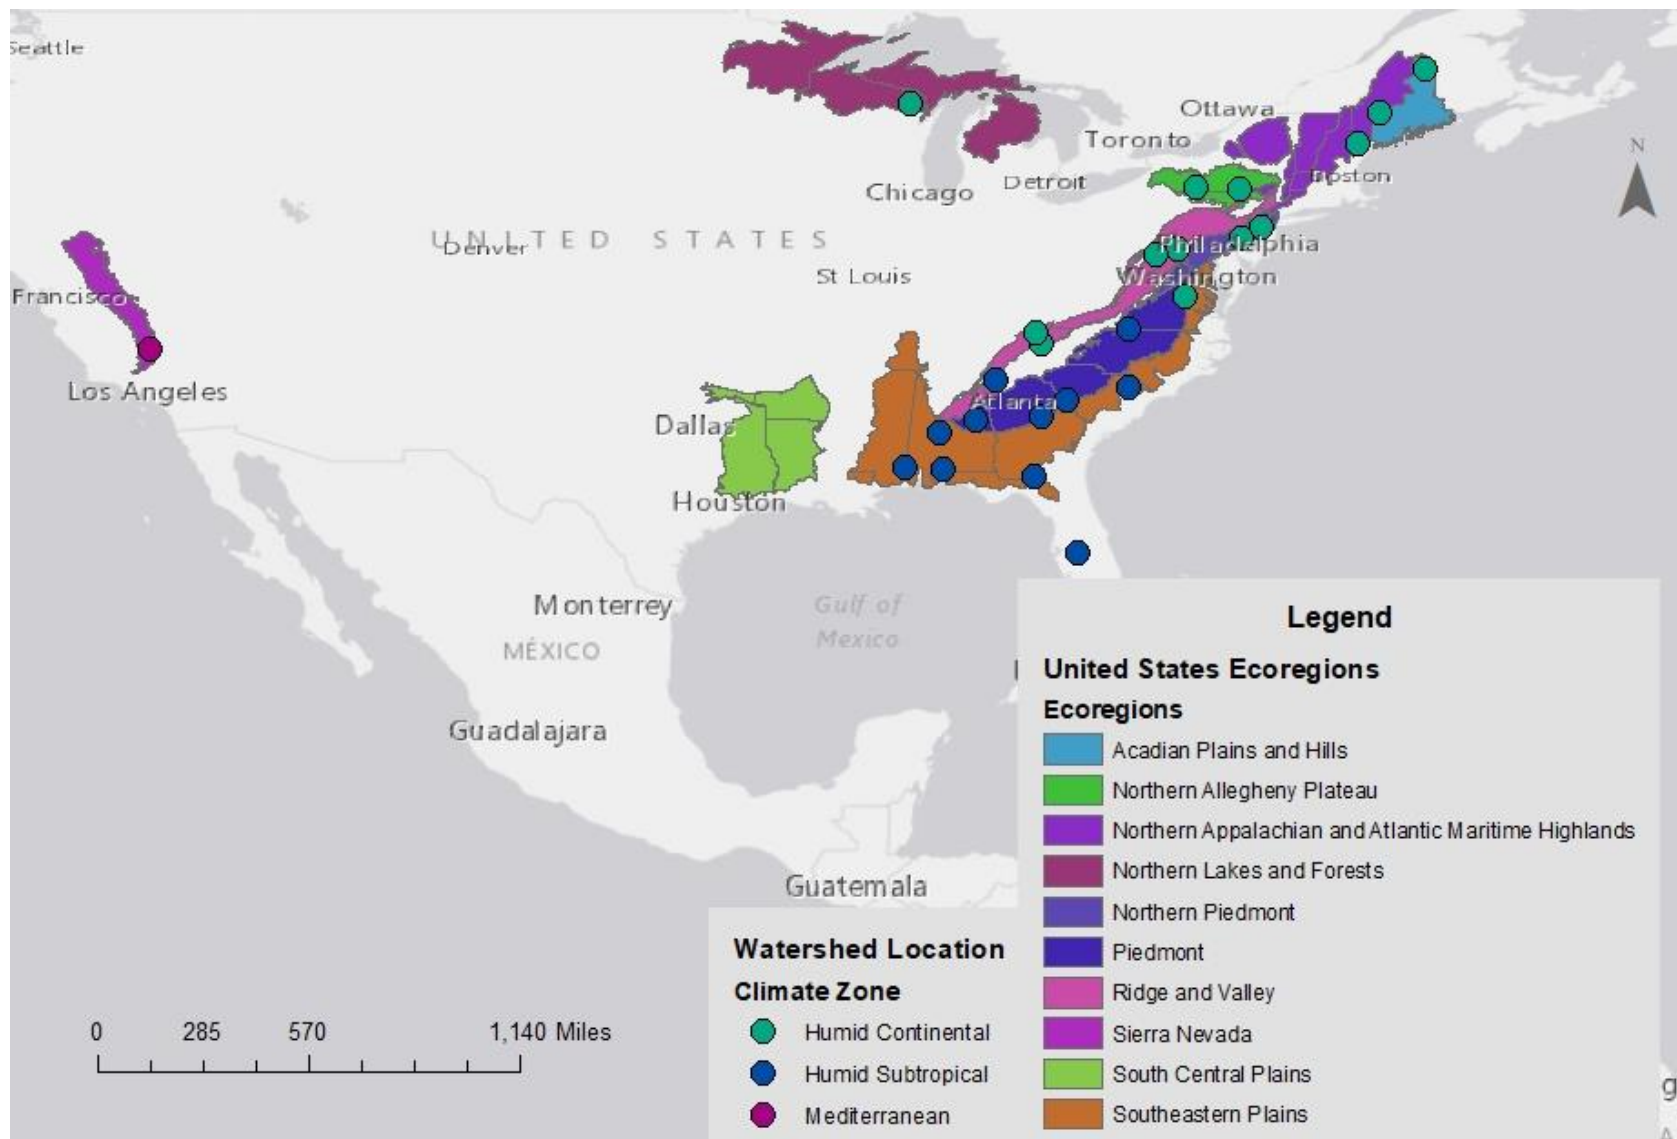 Seattle
Ottawa
Toronto
N
Boston
Chicago
Detroit
UNITED STATES
Denver
Philadelphia
St Louis
Washington
Francisco
Los Angeles
Atlanta
Dallas
Houston
Monterrey
Gulf of
Mexico
MÉXICO
Guadalajara
Guatemala
Legend
United States Ecoregions
Ecoregions
Acadian Plains and Hills
Northern Allegheny Plateau
Northern Appalachian and Atlantic Maritime Highlands
Northern Lakes and Forests
Northern Piedmont
Piedmont
Ridge and Valley
Sierra Nevada
South Central Plains
Southeastern Plains
Watershed Location
Climate Zone
Humid Continental
Humid Subtropical
Mediterranean
0 285 570 1,140 Miles